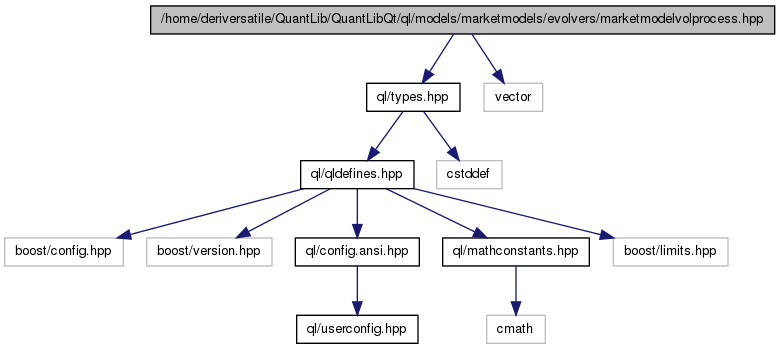 /home/deriversatile/QuantLib/QuantLibQt/ql/models/marketmodels/evolvers/marketmodelvolprocess.hpp
ql/types.hpp
vector
ql/qldefines.hpp
cstddef
boost/config.hpp
boost/version.hpp
ql/config.ansi.hpp
ql/mathconstants.hpp
boost/limits.hpp
ql/userconfig.hpp
cmath